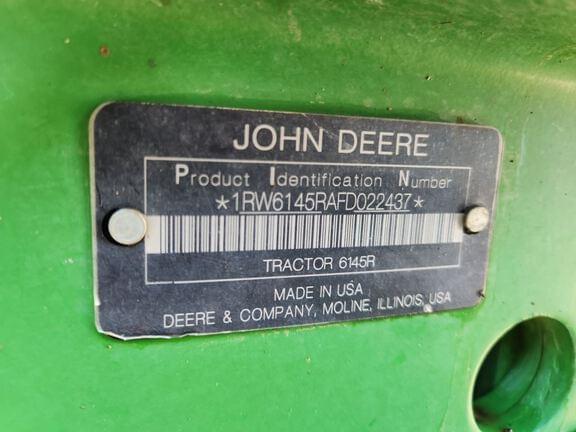 JOHN DEERE
Product Identification Number
*1RW6145RAFD022437*
TRACTOR 6145R
MADE IN USA
DEERE & COMPANY, MOLINE, ILLINOIS, USA